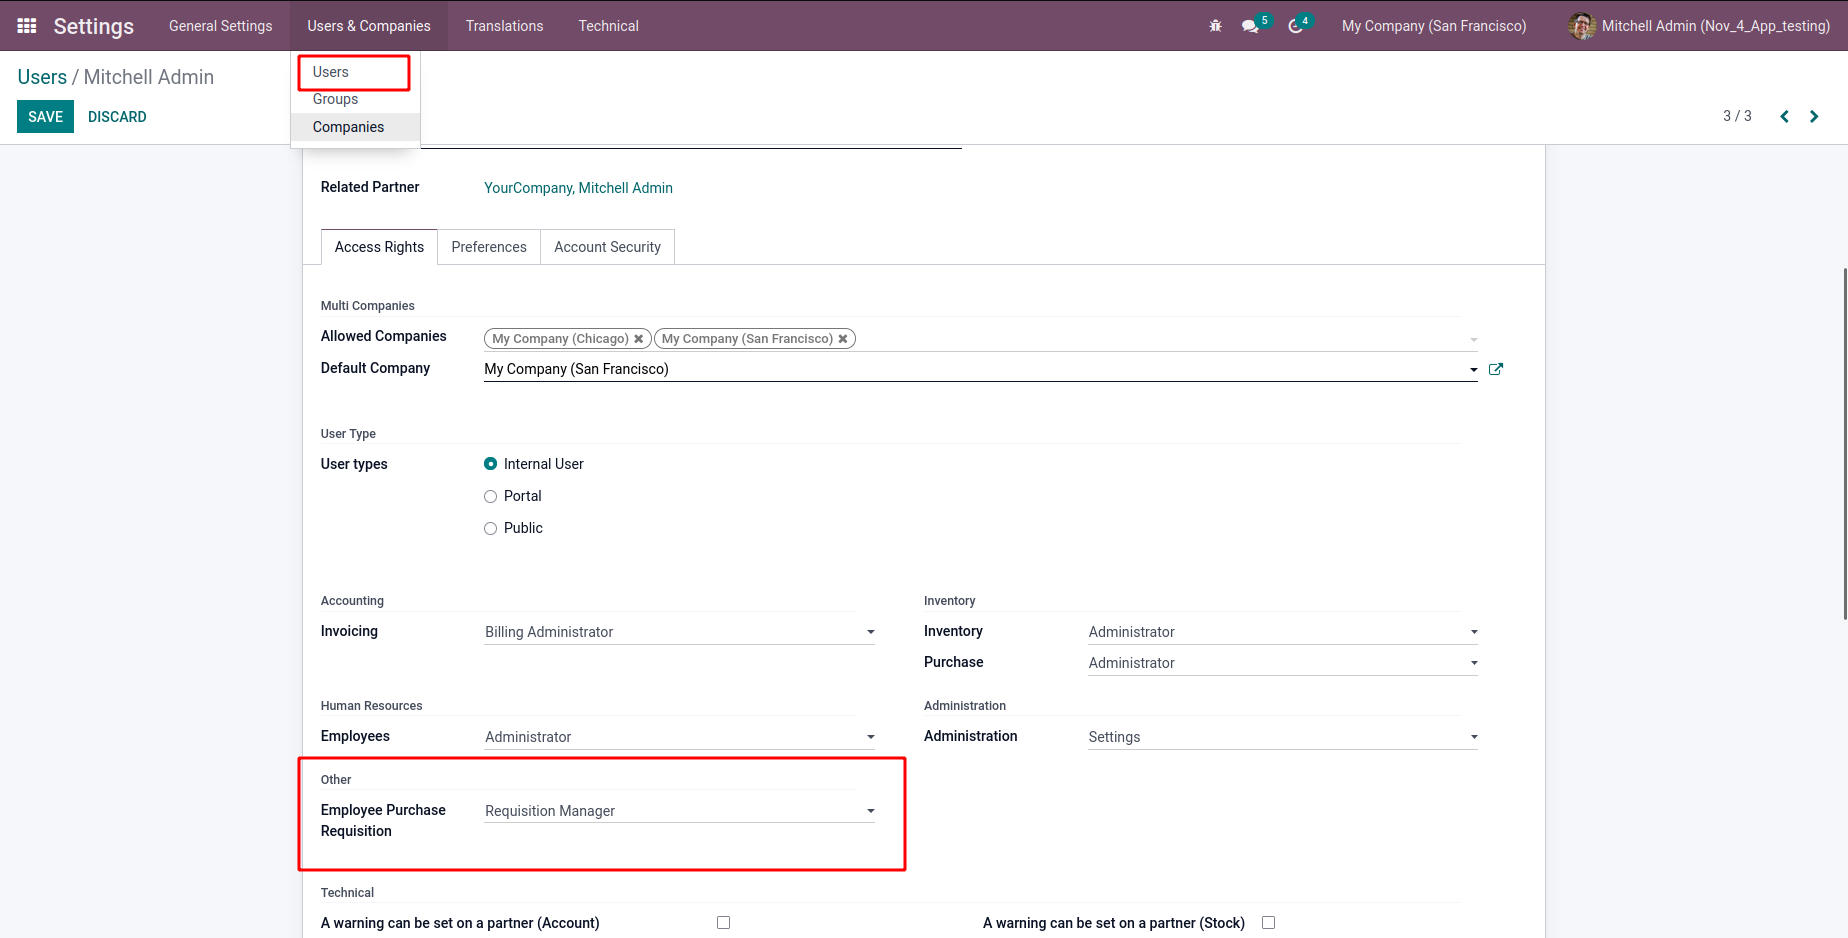 Settings General Settings Users & Companies Translations Technical 5 4 My Company (San Francisco) Mitchell Admin (Nov_4_App_testing)
Users / Mitchell Admin
Users
Groups
Companies
SAVE DISCARD
3 / 3
Related Partner YourCompany, Mitchell Admin
Access Rights Preferences Account Security
Multi Companies
Allowed Companies My Company (Chicago) My Company (San Francisco)
Default Company My Company (San Francisco)
User Type
User types Internal User
Portal
Public
Accounting Inventory
Invoicing Billing Administrator Inventory Administrator
Purchase Administrator
Human Resources Administration
Employees Administrator Administration Settings
Other
Employee Purchase Requisition Manager
Requisition
Technical
A warning can be set on a partner (Account) A warning can be set on a partner (Stock)